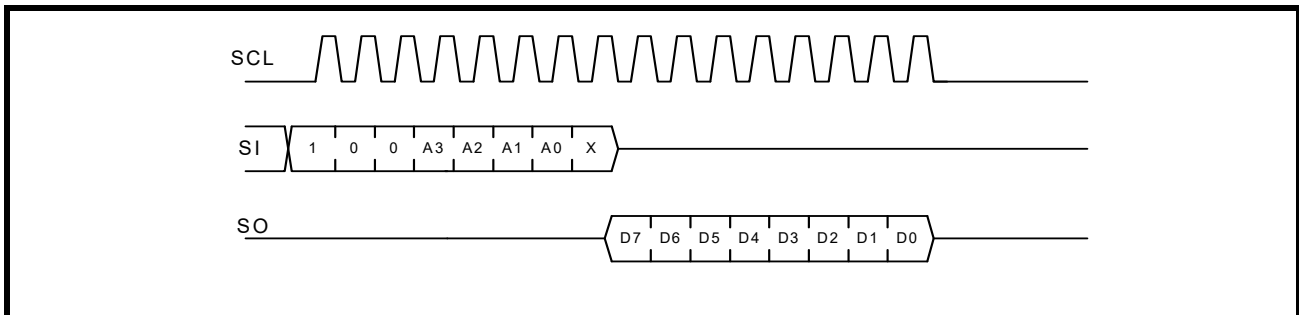 SCL
SI 1 0 0 A3 A2 A1 A0 X
SO D7 D6 D5 D4 D3 D2 D1 D0